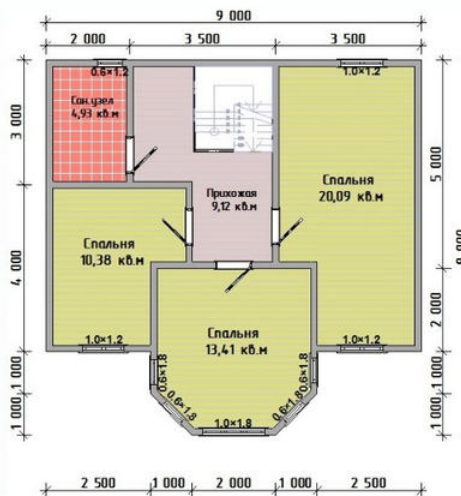 9 000
2 000 3 500 3 500
0.6×1.2 1.0×1.2
Сан.узел
4,93 кв.м
3 000
5 000
Спальня
20,09 кв.м
Прихожая
9,12 кв.м
Спальня
10,38 кв.м
4 000
2 000
Спальня
13,41 кв.м
1.0×1.2 1.0×1.2
0.6×1.8 0.6×1.8
1 000 1 000
0.6×1.8 0.6×1.8
1 000 1 000
1.0×1.8
2 500 1 000 2 000 1 000 2 500